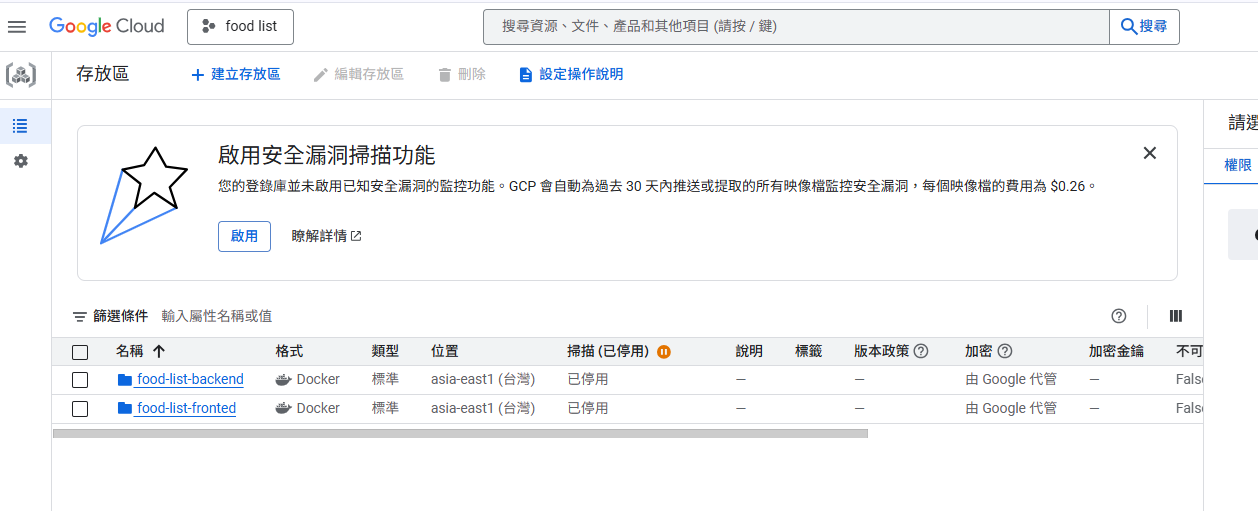 Google Cloud food list 搜尋資源、文件、產品和其他項目 (請按 / 鍵) 搜尋
存放區 建立存放區 編輯存放區 刪除 設定操作說明
啟用安全漏洞掃描功能
您的登錄庫並未啟用已知安全漏洞的監控功能。GCP 會自動為過去 30 天內推送或提取的所有映像檔監控安全漏洞，每個映像檔的費用為 $0.26。
啟用 瞭解詳情
請選
權限
篩選條件 輸入屬性名稱或值
名稱 格式 類型 位置 掃描 (已停用) 說明 標籤 版本政策 加密 加密金鑰 不可
food-list-backend Docker 標準 asia-east1 (台灣) 已停用 — — 由 Google 代管 — Fals
food-list-fronted Docker 標準 asia-east1 (台灣) 已停用 — — 由 Google 代管 — Fals